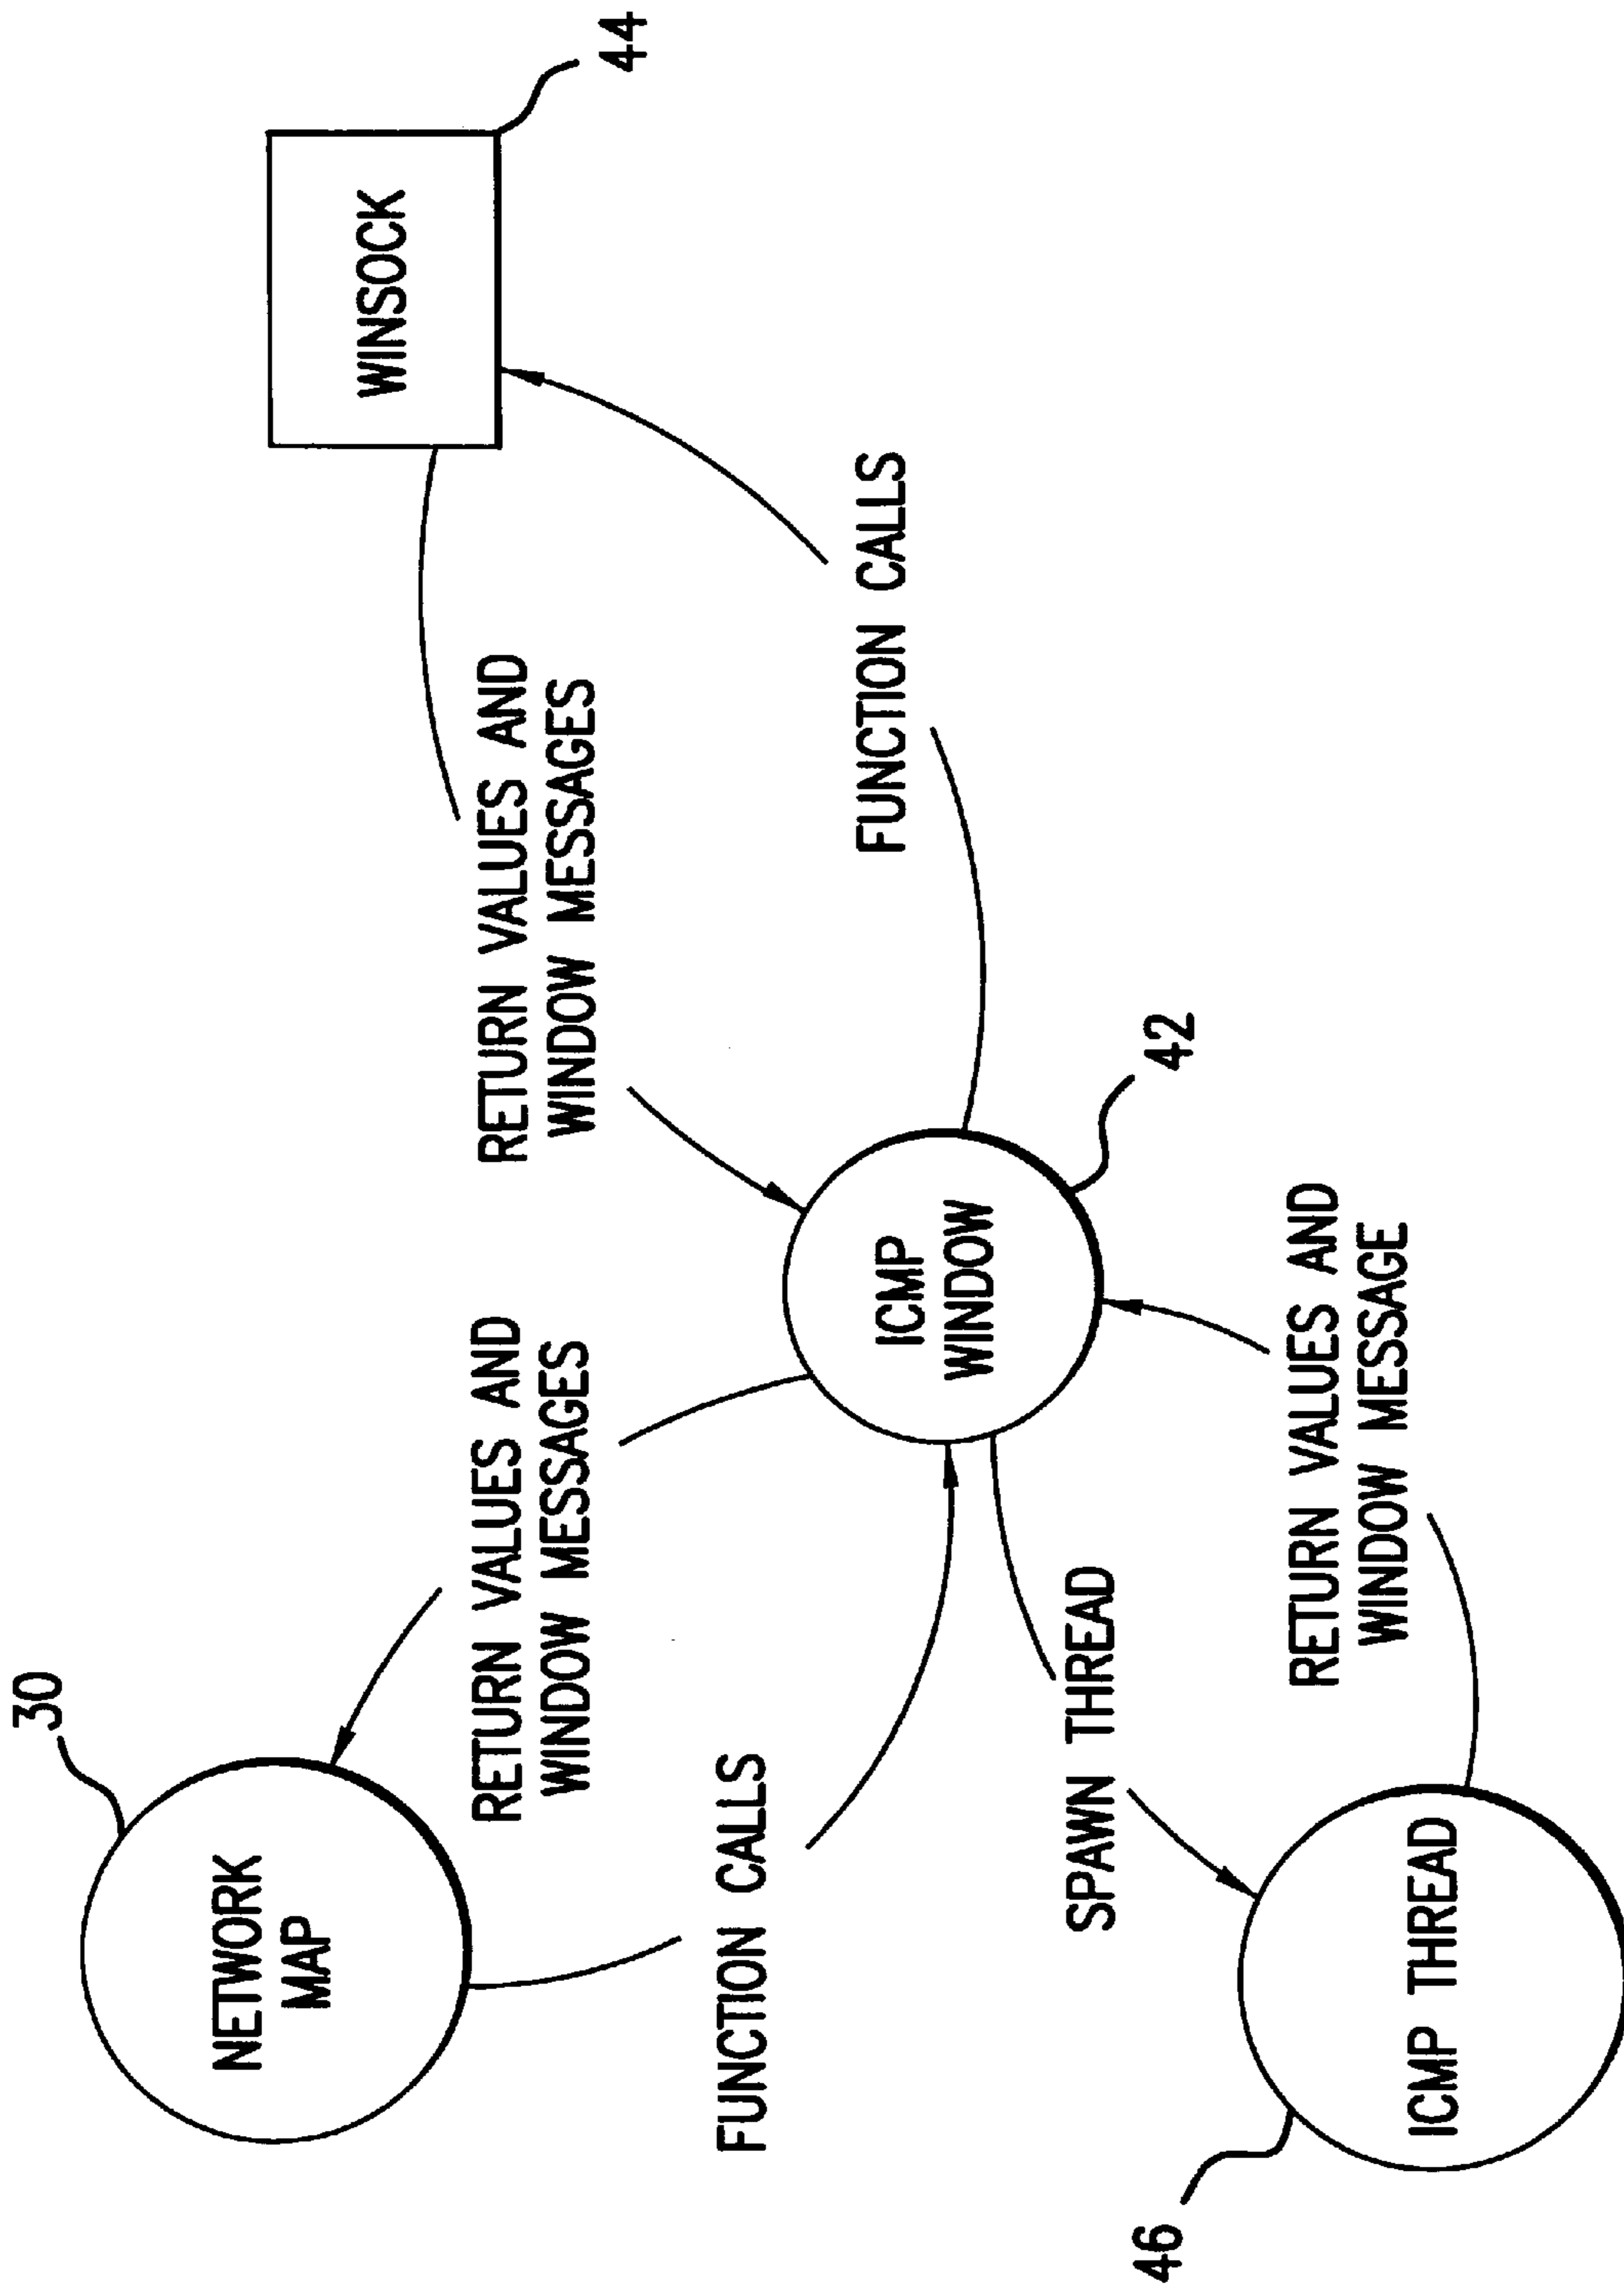 30
NETWORK
MAP
RETURN VALUES AND
WINDOW MESSAGES
FUNCTION CALLS
WINSOCK
44
RETURN VALUES AND
WINDOW MESSAGES
FUNCTION CALLS
ICMP
WINDOW
42
SPAWN THREAD
RETURN VALUES AND
WINDOW MESSAGE
ICMP THREAD
46